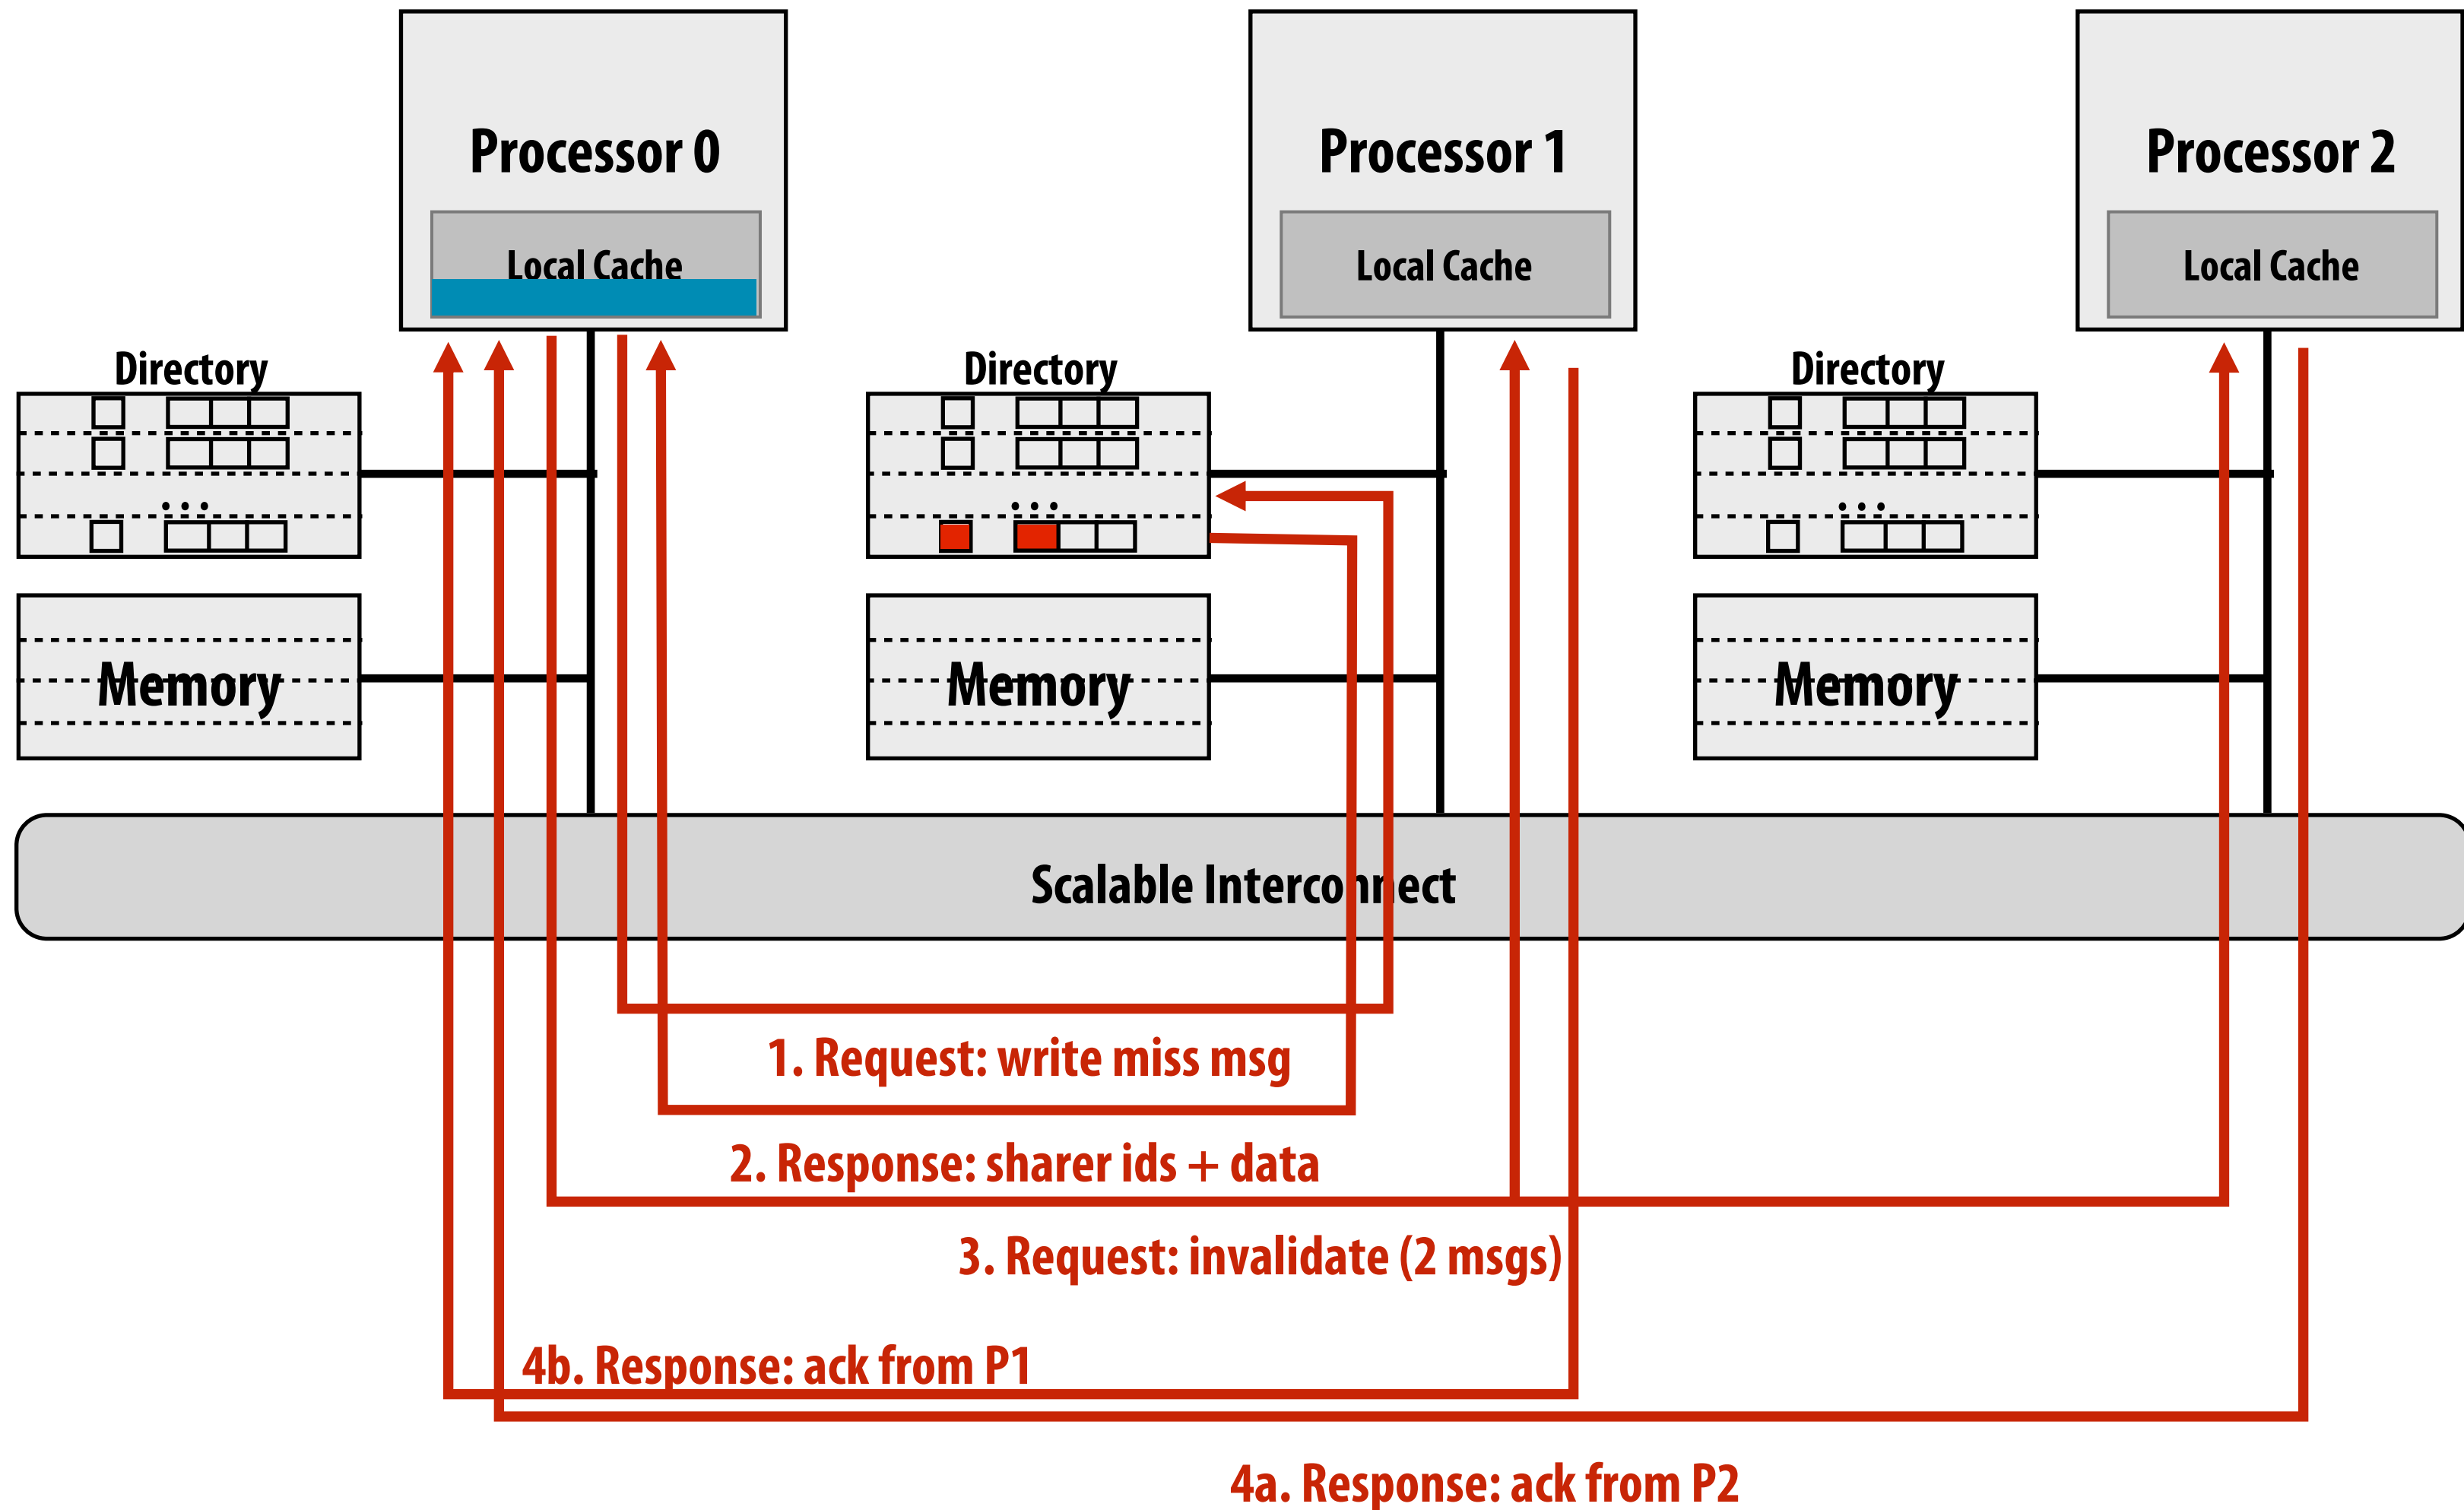 Processor 0
Processor 1
Processor 2
Local Cache
Local Cache
Local Cache
Directory
Directory
Directory
• • •
• • •
• • •
Memory
Memory
Memory
Scalable Interconnect
1. Request: write miss msg
2. Response: sharer ids + data
3. Request: invalidate (2 msgs)
4b. Response: ack from P1
4a. Response: ack from P2